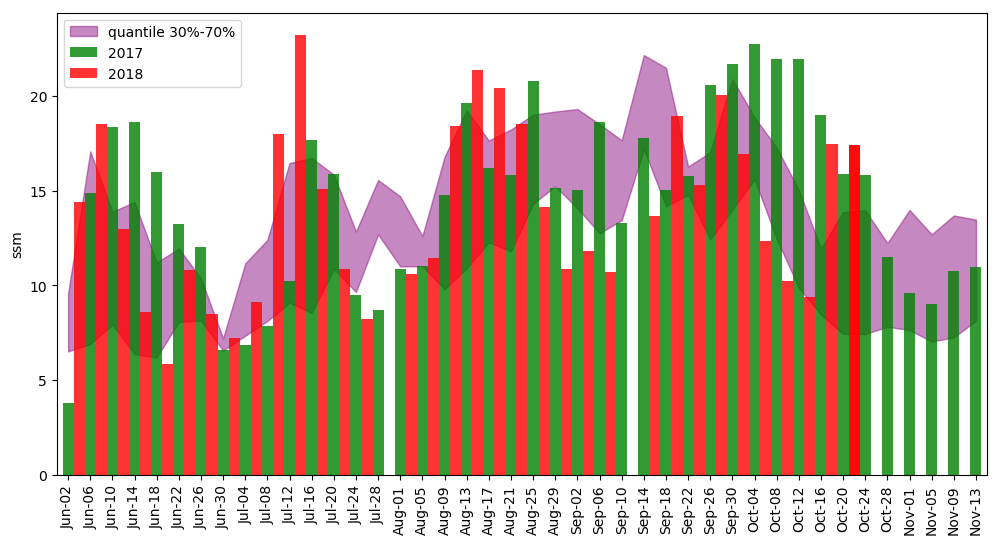 quantile 30%-70%
2017
2018
ssm
20
15
10
5
0
Jun-02
Jun-06
Jun-10
Jun-14
Jun-18
Jun-22
Jun-26
Jun-30
Jul-04
Jul-08
Jul-12
Jul-16
Jul-20
Jul-24
Jul-28
Aug-01
Aug-05
Aug-09
Aug-13
Aug-17
Aug-21
Aug-25
Aug-29
Sep-02
Sep-06
Sep-10
Sep-14
Sep-18
Sep-22
Sep-26
Sep-30
Oct-04
Oct-08
Oct-12
Oct-16
Oct-20
Oct-24
Oct-28
Nov-01
Nov-05
Nov-09
Nov-13